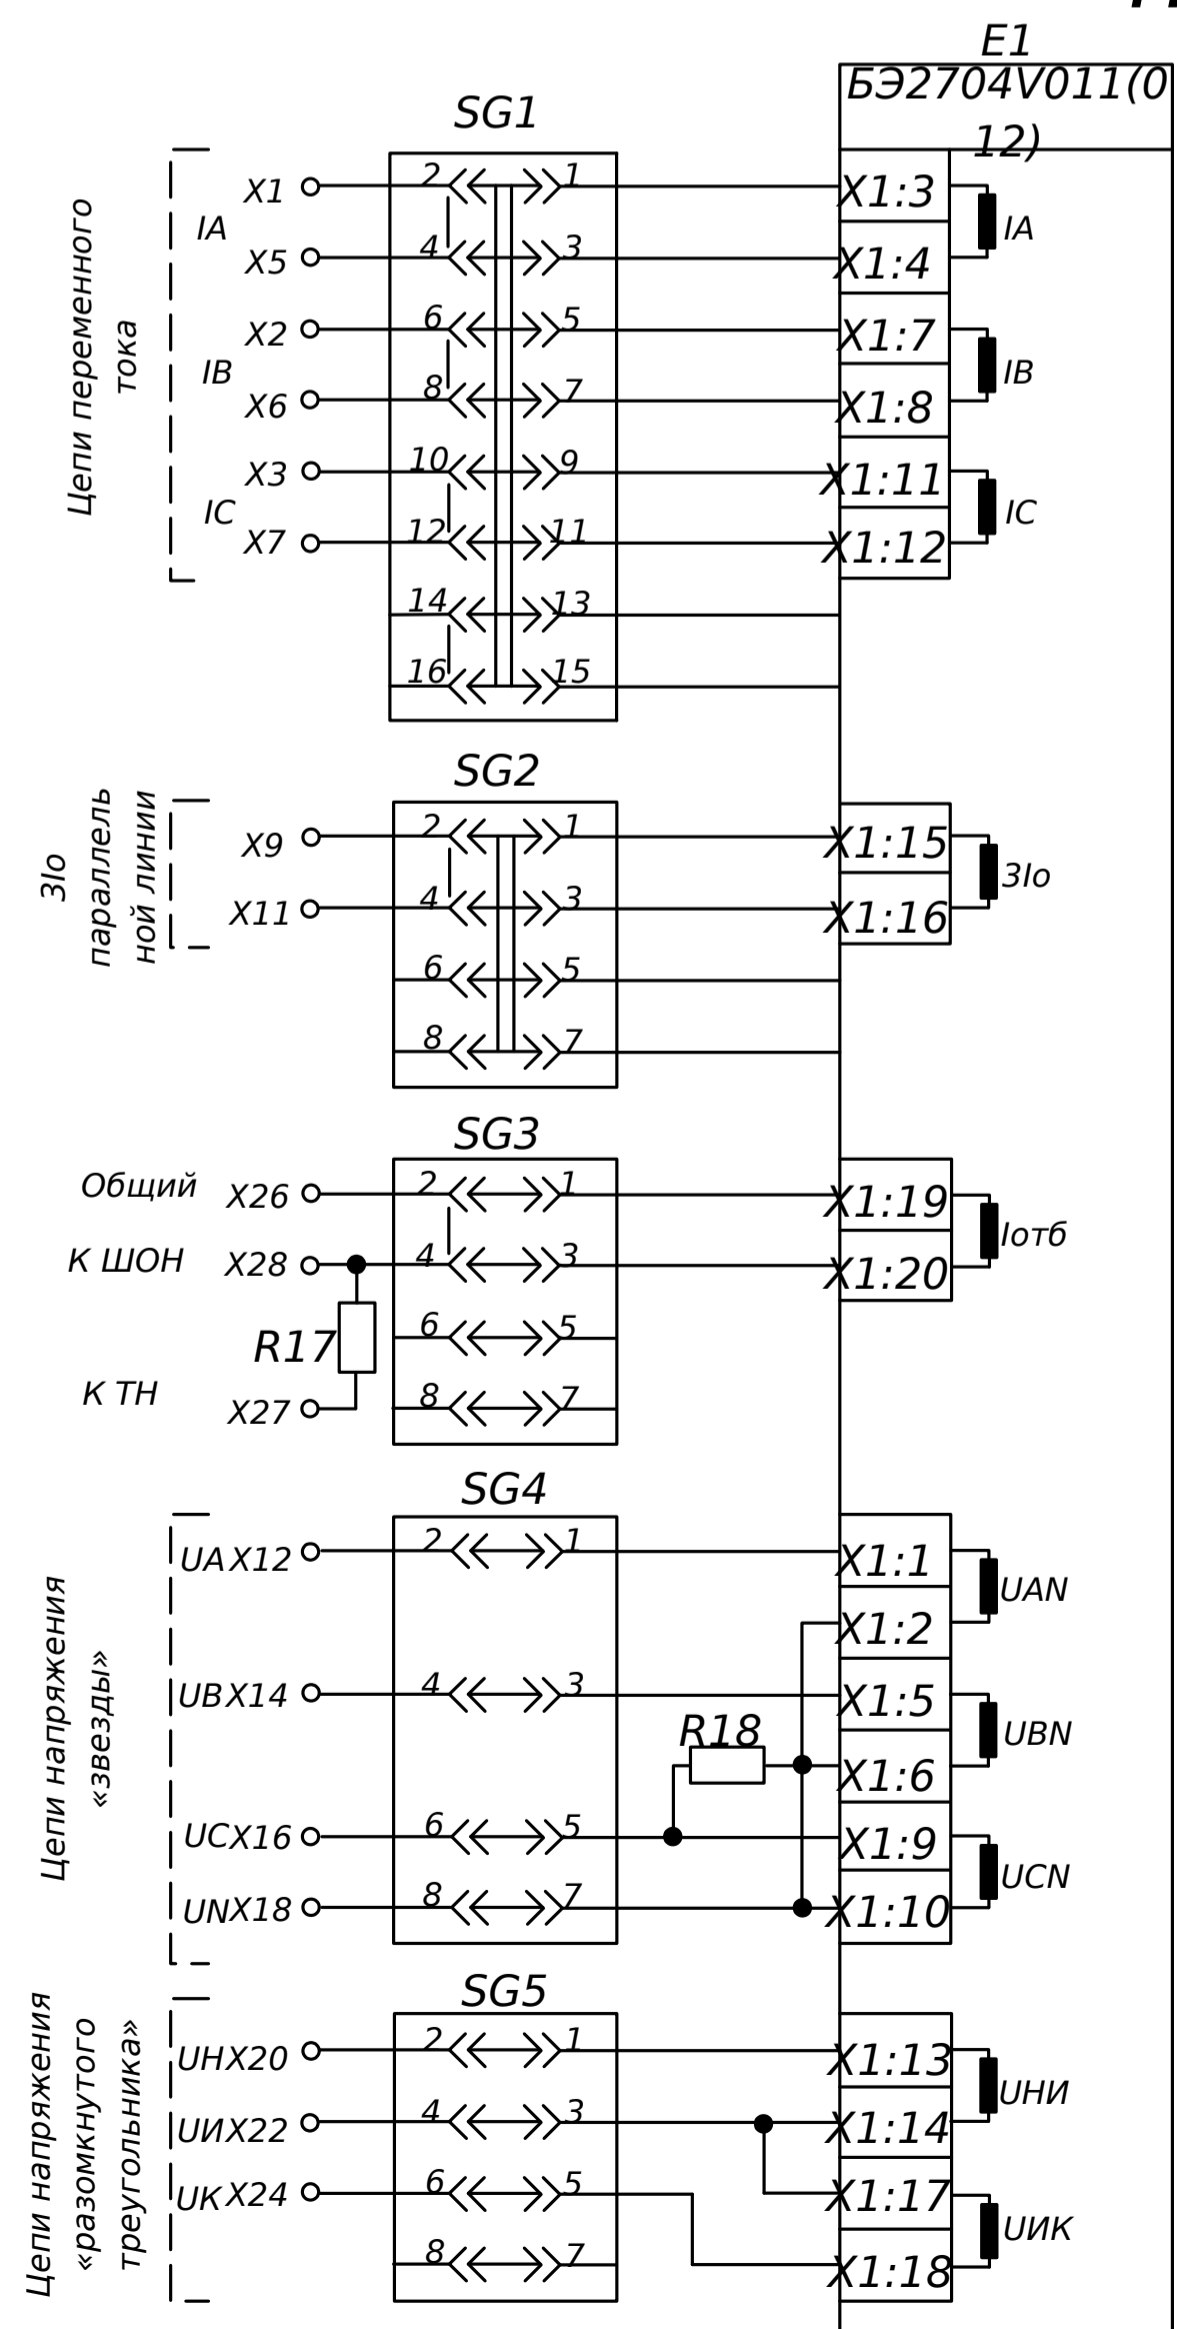 E1
БЭ2704V011(0
12)
SG1
Цепи переменного
тока
IA
X1
2
1
X1:3
IA
X5
4
3
X1:4
IB
X2
6
5
X1:7
IB
X6
8
7
X1:8
IC
X3
10
9
X1:11
IC
X7
12
11
X1:12
14
13
16
15
SG2
3Iо
параллель
ной линии
X9
2
1
X1:15
3Iо
X11
4
3
X1:16
6
5
8
7
SG3
Общий
X26
2
1
X1:19
Iотб
К ШОН
X28
4
3
X1:20
R17
6
5
К ТН
X27
8
7
SG4
Цепи напряжения
«звезды»
UA X12
2
1
X1:1
UAN
X1:2
UB X14
4
3
X1:5
UBN
R18
X1:6
UC X16
6
5
X1:9
UCN
UN X18
8
7
X1:10
SG5
Цепи напряжения
«разомкнутого
треугольника»
UН X20
2
1
X1:13
UНИ
UИ X22
4
3
X1:14
UК X24
6
5
X1:17
UИК
8
7
X1:18